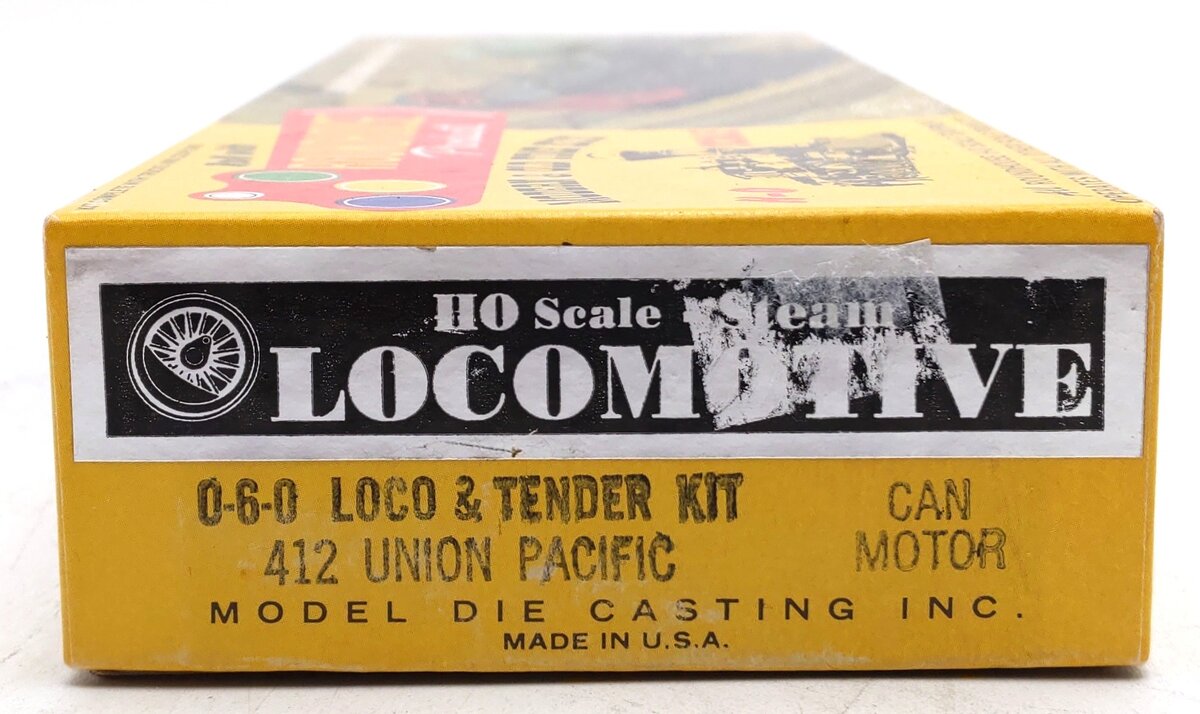 HO Scale Steam
LOCOMOTIVE
0-6-0 LOCO & TENDER KIT
CAN
412 UNION PACIFIC
MOTOR
MODEL DIE CASTING INC.
MADE IN U.S.A.